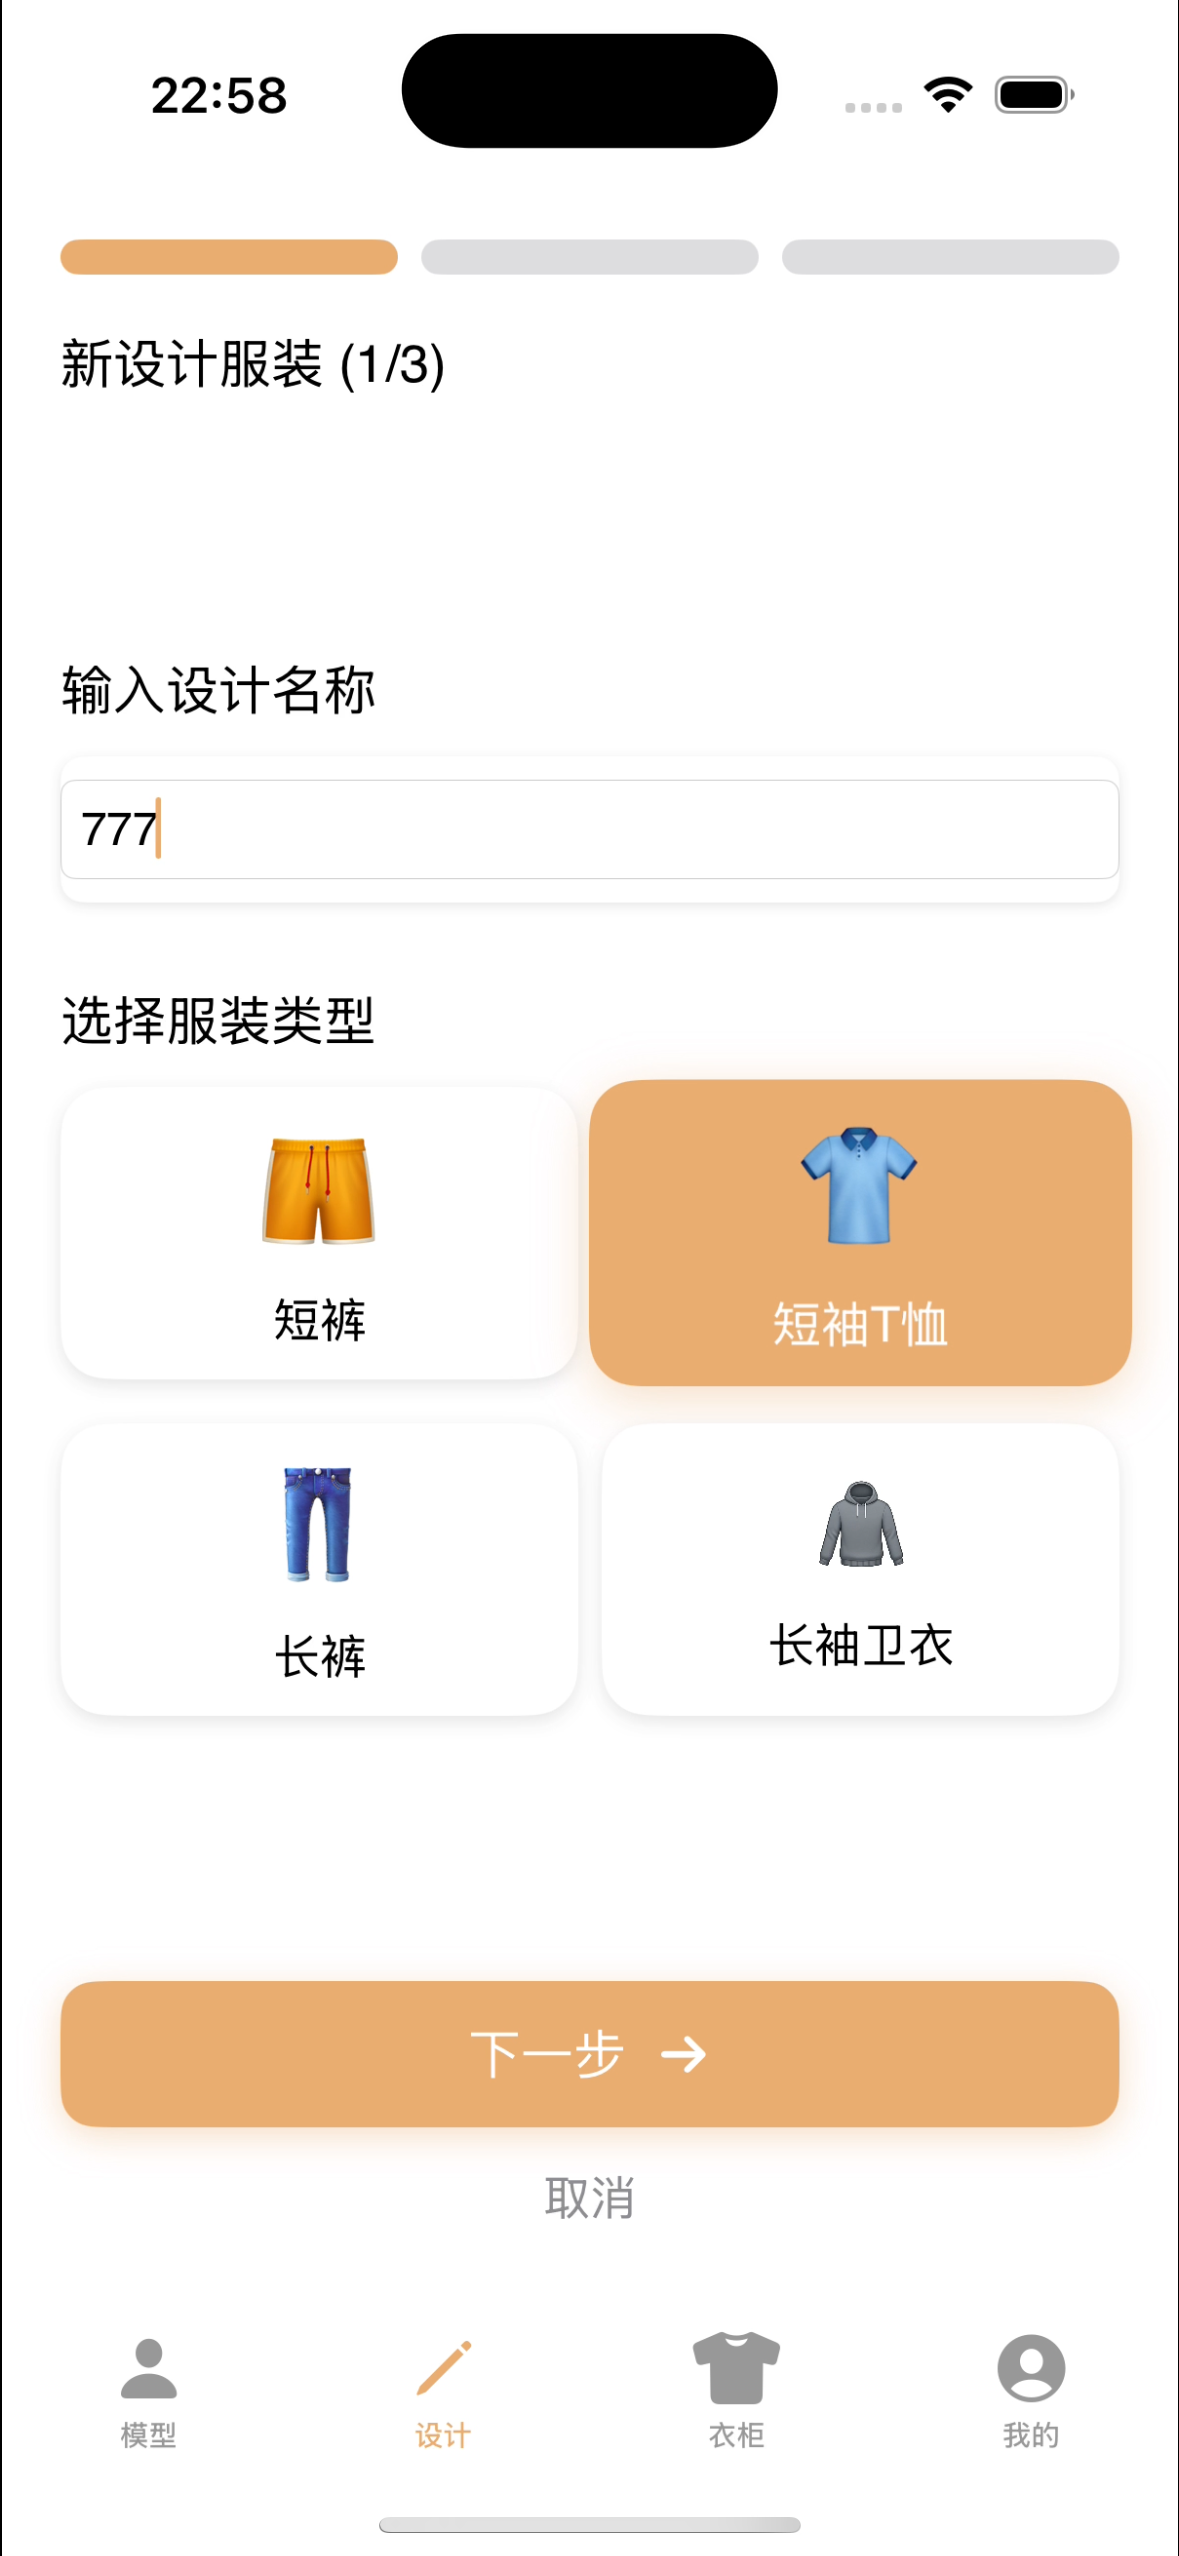 22:58
新设计服装 (1/3)
输入设计名称
777
选择服装类型
短裤
短袖T恤
长裤
长袖卫衣
下一步 →
取消
模型
设计
衣柜
我的